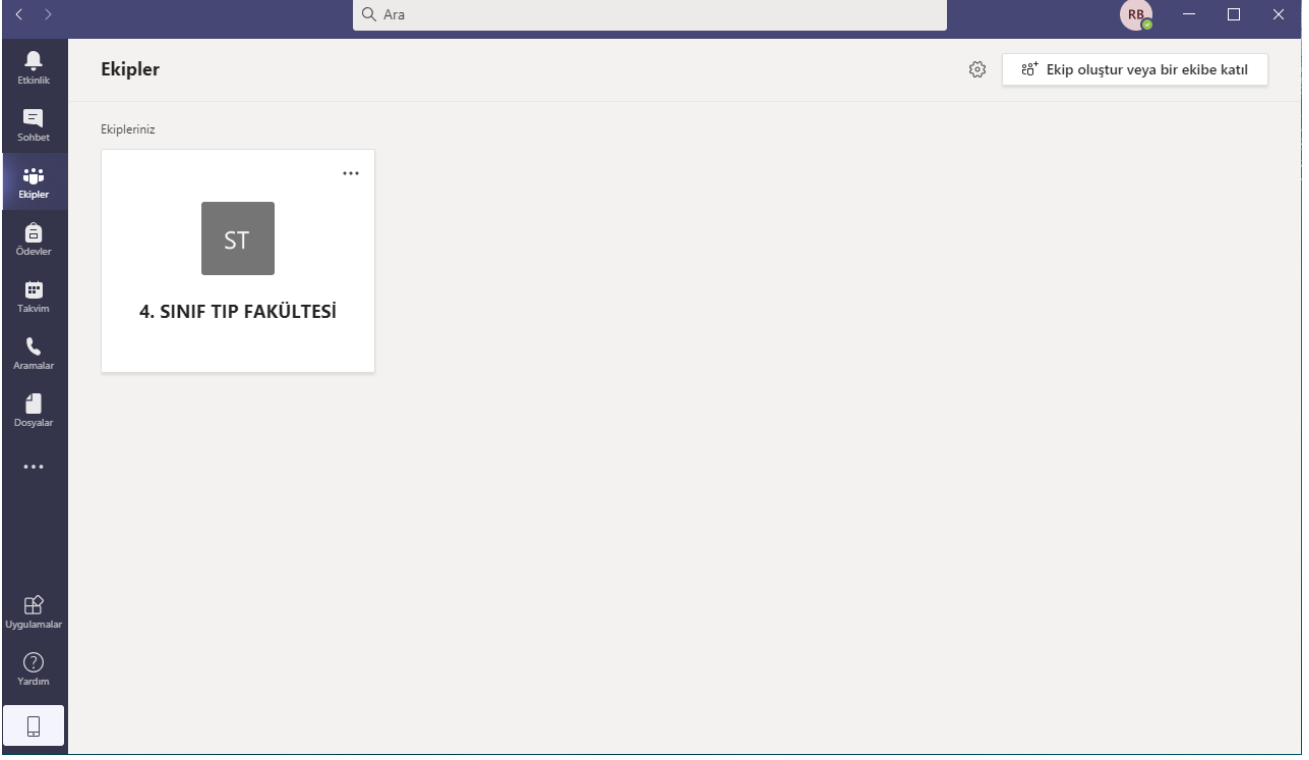 Ara
RB
Etkinlik
Sohbet
Ekipler
Ödevler
Takvim
Aramalar
Dosyalar
Uygulamalar
Yardım
Ekipler
Ekip oluştur veya bir ekibe katıl
Ekipleriniz
ST
4. SINIF TIP FAKÜLTESİ